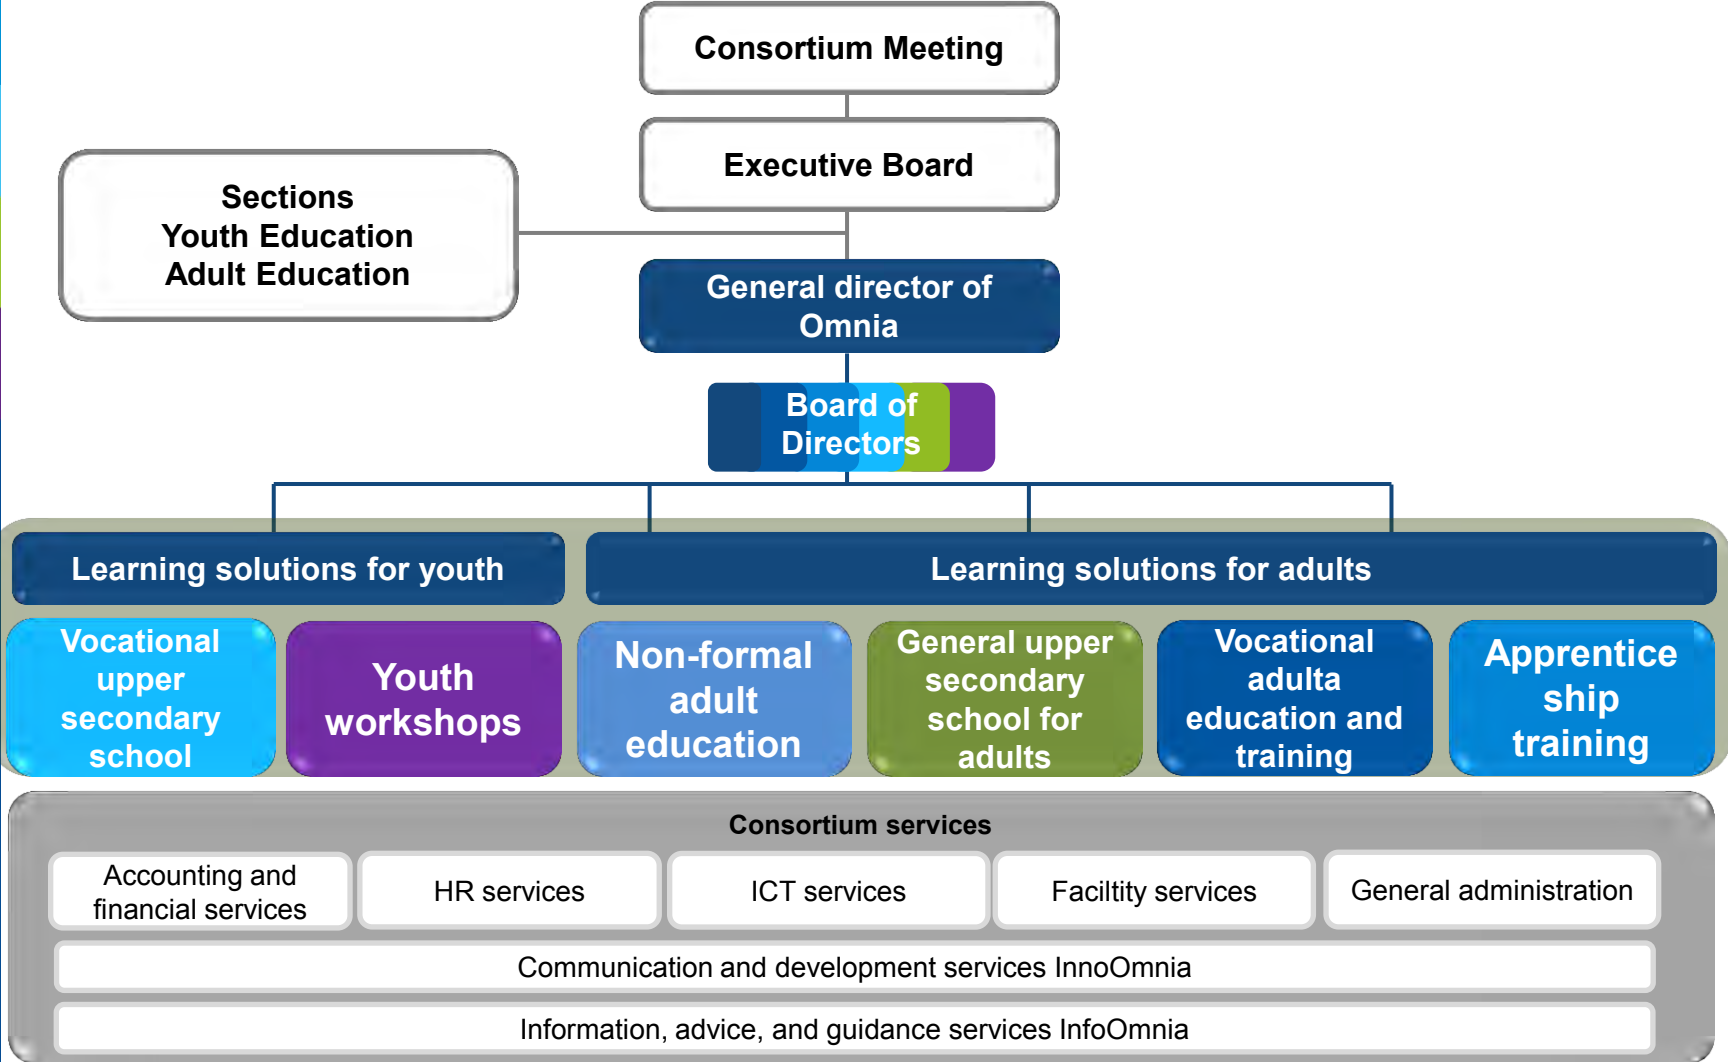 Consortium Meeting
Executive Board
Sections
Youth Education
Adult Education
General director of
Omnia
Board of
Directors
Learning solutions for youth
Learning solutions for adults
Vocational
upper
secondary
school
Youth
workshops
Non-formal
adult
education
General upper
secondary
school for
adults
Vocational
adulta
education and
training
Apprentice
ship
training
Consortium services
Accounting and
financial services
HR services
ICT services
Faciltity services
General administration
Communication and development services InnoOmnia
Information, advice, and guidance services InfoOmnia